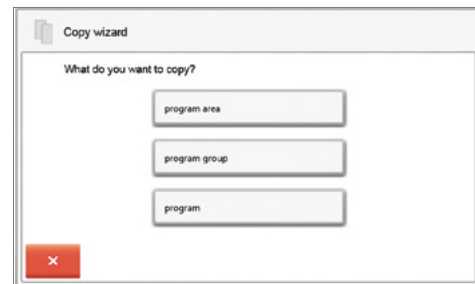 Copy wizard
What do you want to copy?
program area
program group
program